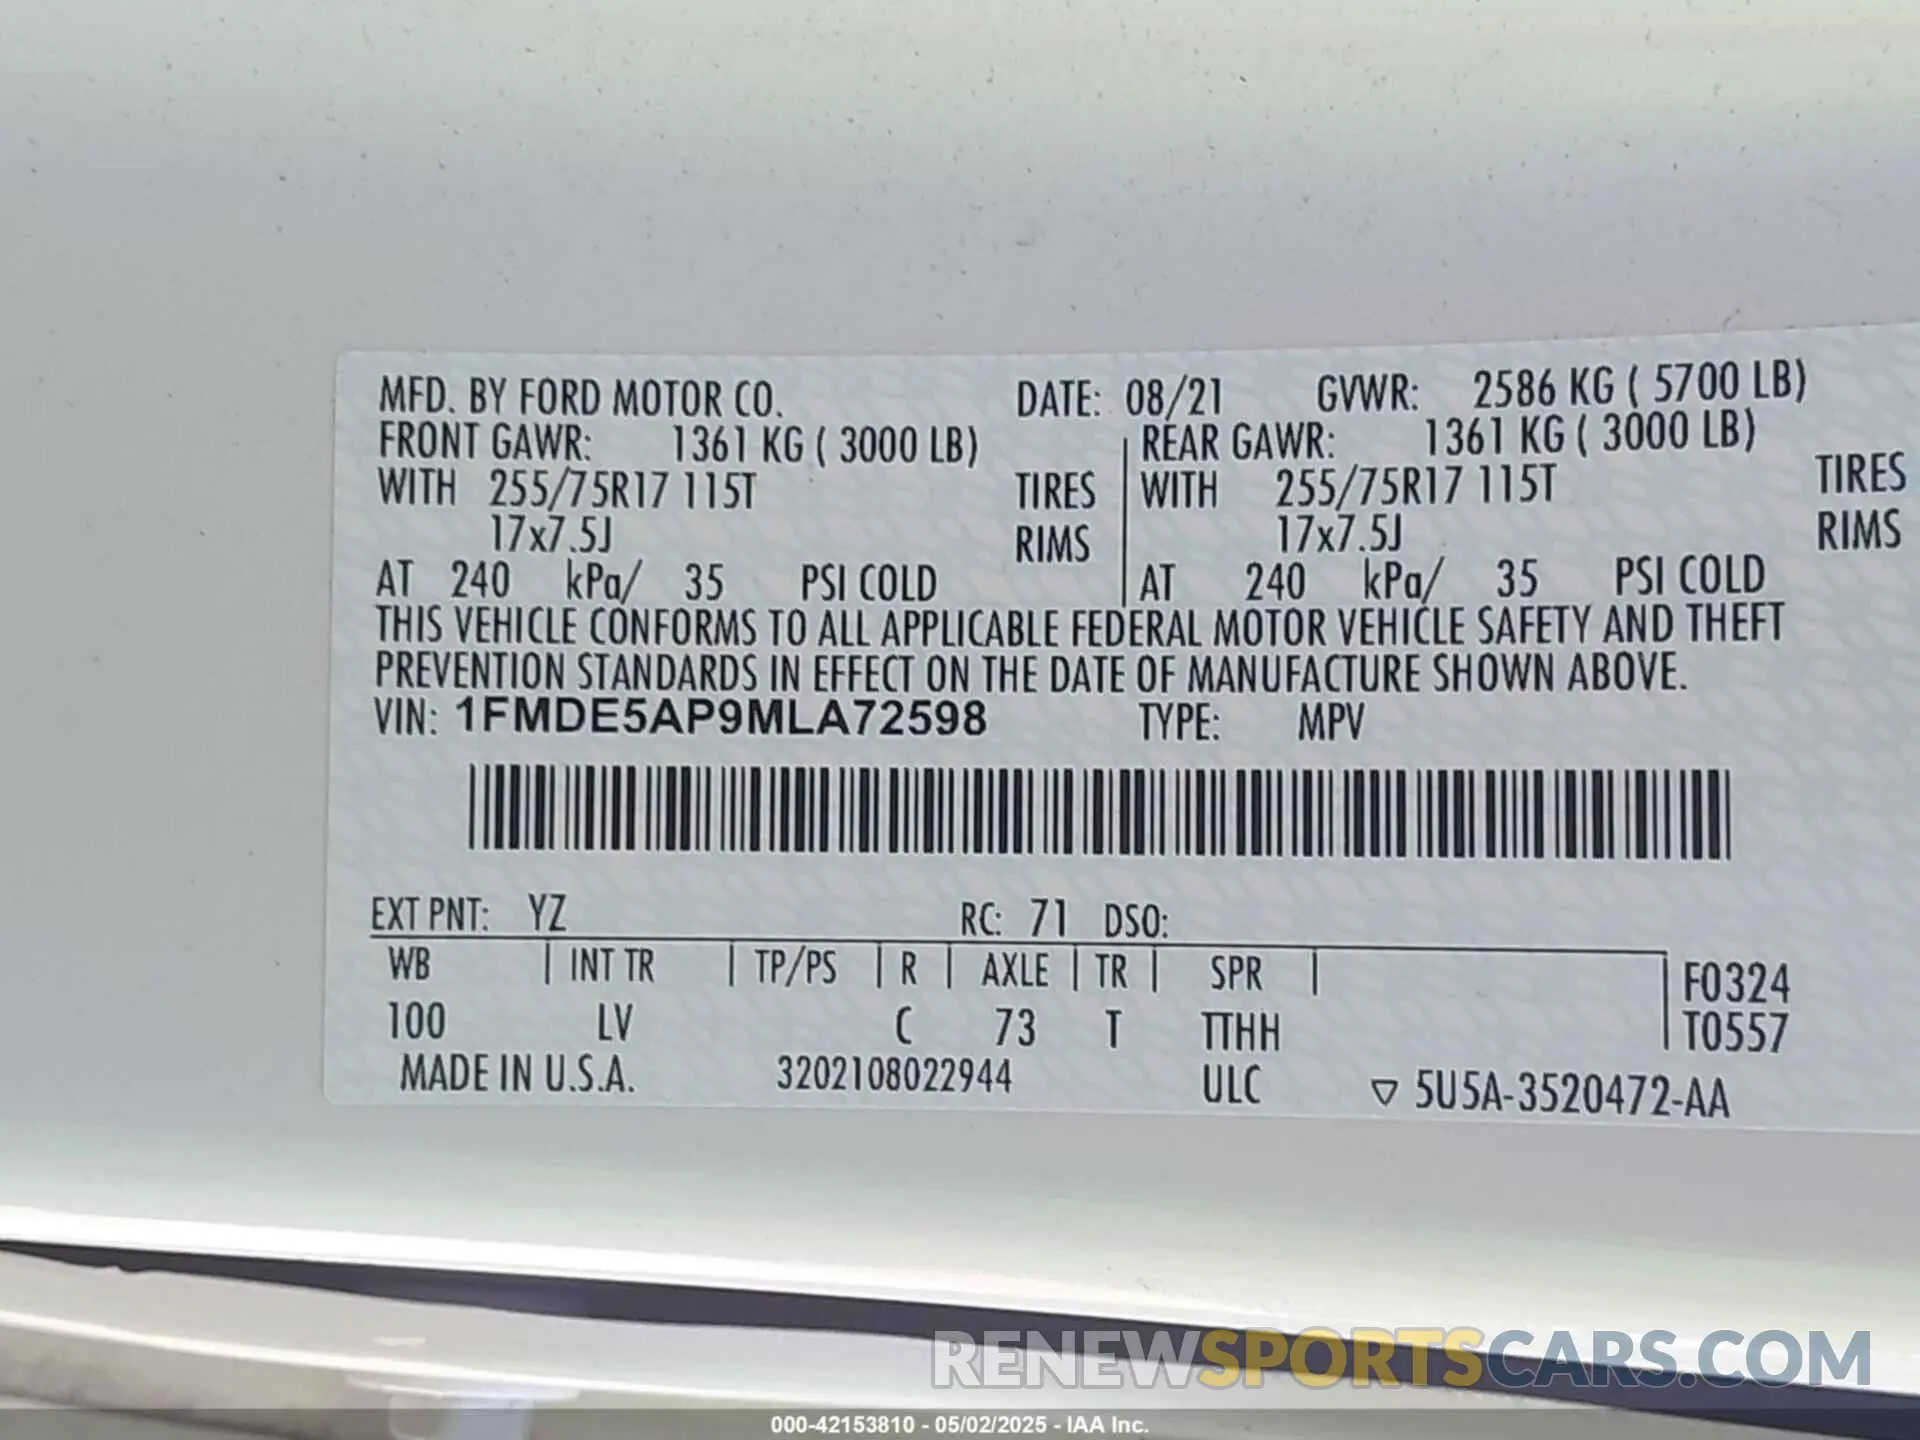 MFD. BY FORD MOTOR CO. DATE: 08/21 GVWR: 2586 KG ( 5700 LB)
FRONT GAWR: 1361 KG ( 3000 LB) REAR GAWR: 1361 KG ( 3000 LB)
WITH 255/75R17 115T TIRES WITH 255/75R17 115T TIRES
17x7.5J RIMS 17x7.5J RIMS
AT 240 kPa/ 35 PSI COLD AT 240 kPa/ 35 PSI COLD
THIS VEHICLE CONFORMS TO ALL APPLICABLE FEDERAL MOTOR VEHICLE SAFETY AND THEFT
PREVENTION STANDARDS IN EFFECT ON THE DATE OF MANUFACTURE SHOWN ABOVE.
VIN: 1FMDE5AP9MLA72598 TYPE: MPV
EXT PNT: YZ RC: 71 DSO:
WB INT TR TP/PS R AXLE TR SPR F0324
100 LV C 73 T TTHH T0557
MADE IN U.S.A. 3202108022944 ULC ▽ 5U5A-3520472-AA
RENEWSPORTSCARS.COM
000-42153810 - 05/02/2025 - IAA Inc.